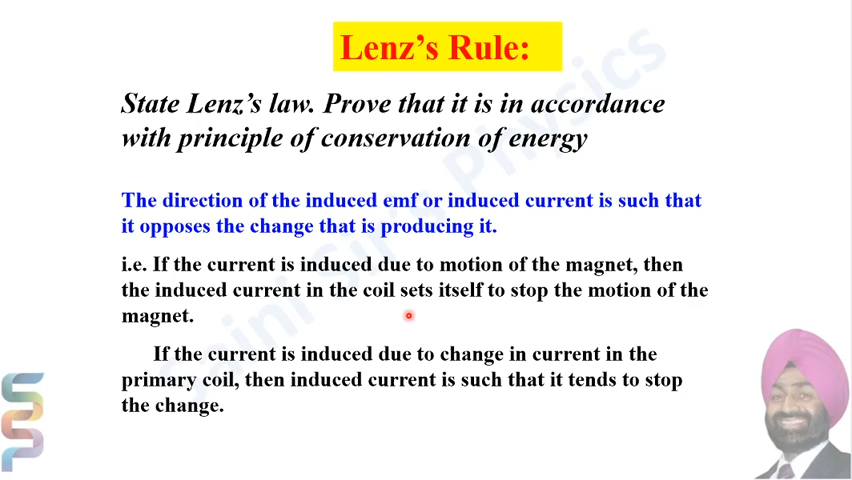 Lenz's Rule:
State Lenz's law. Prove that it is in accordance
with principle of conservation of energy
The direction of the induced emf or induced current is such that
it opposes the change that is producing it.
i.e. If the current is induced due to motion of the magnet, then
the induced current in the coil sets itself to stop the motion of the
magnet.
If the current is induced due to change in current in the
primary coil, then induced current is such that it tends to stop
the change.
Saini Sir's Physics
SSP